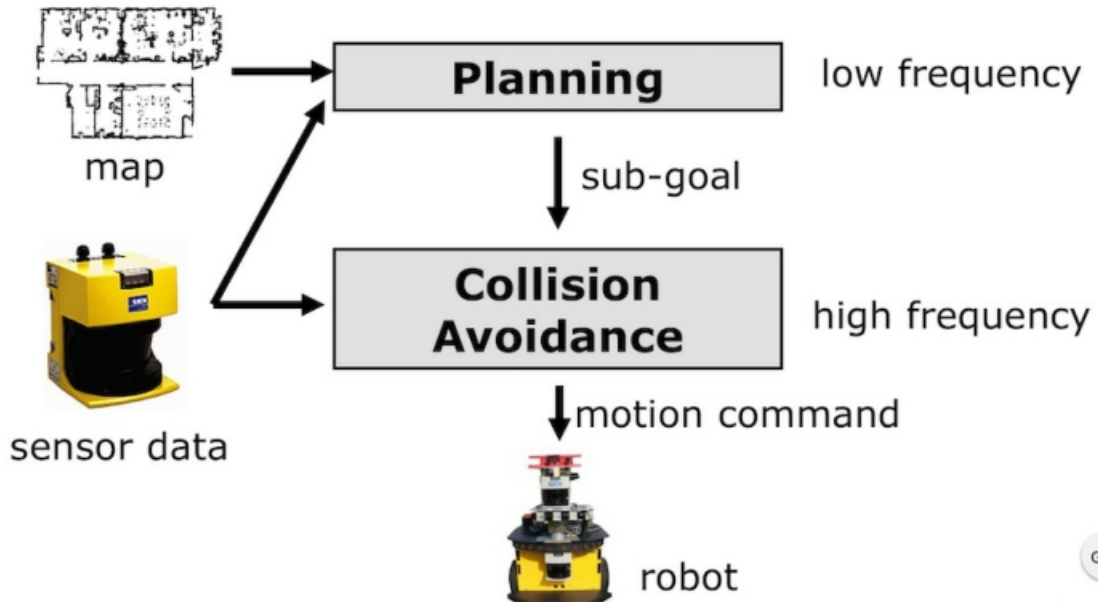 Planning
low frequency
map
sub-goal
Collision
Avoidance
high frequency
sensor data
motion command
robot
G